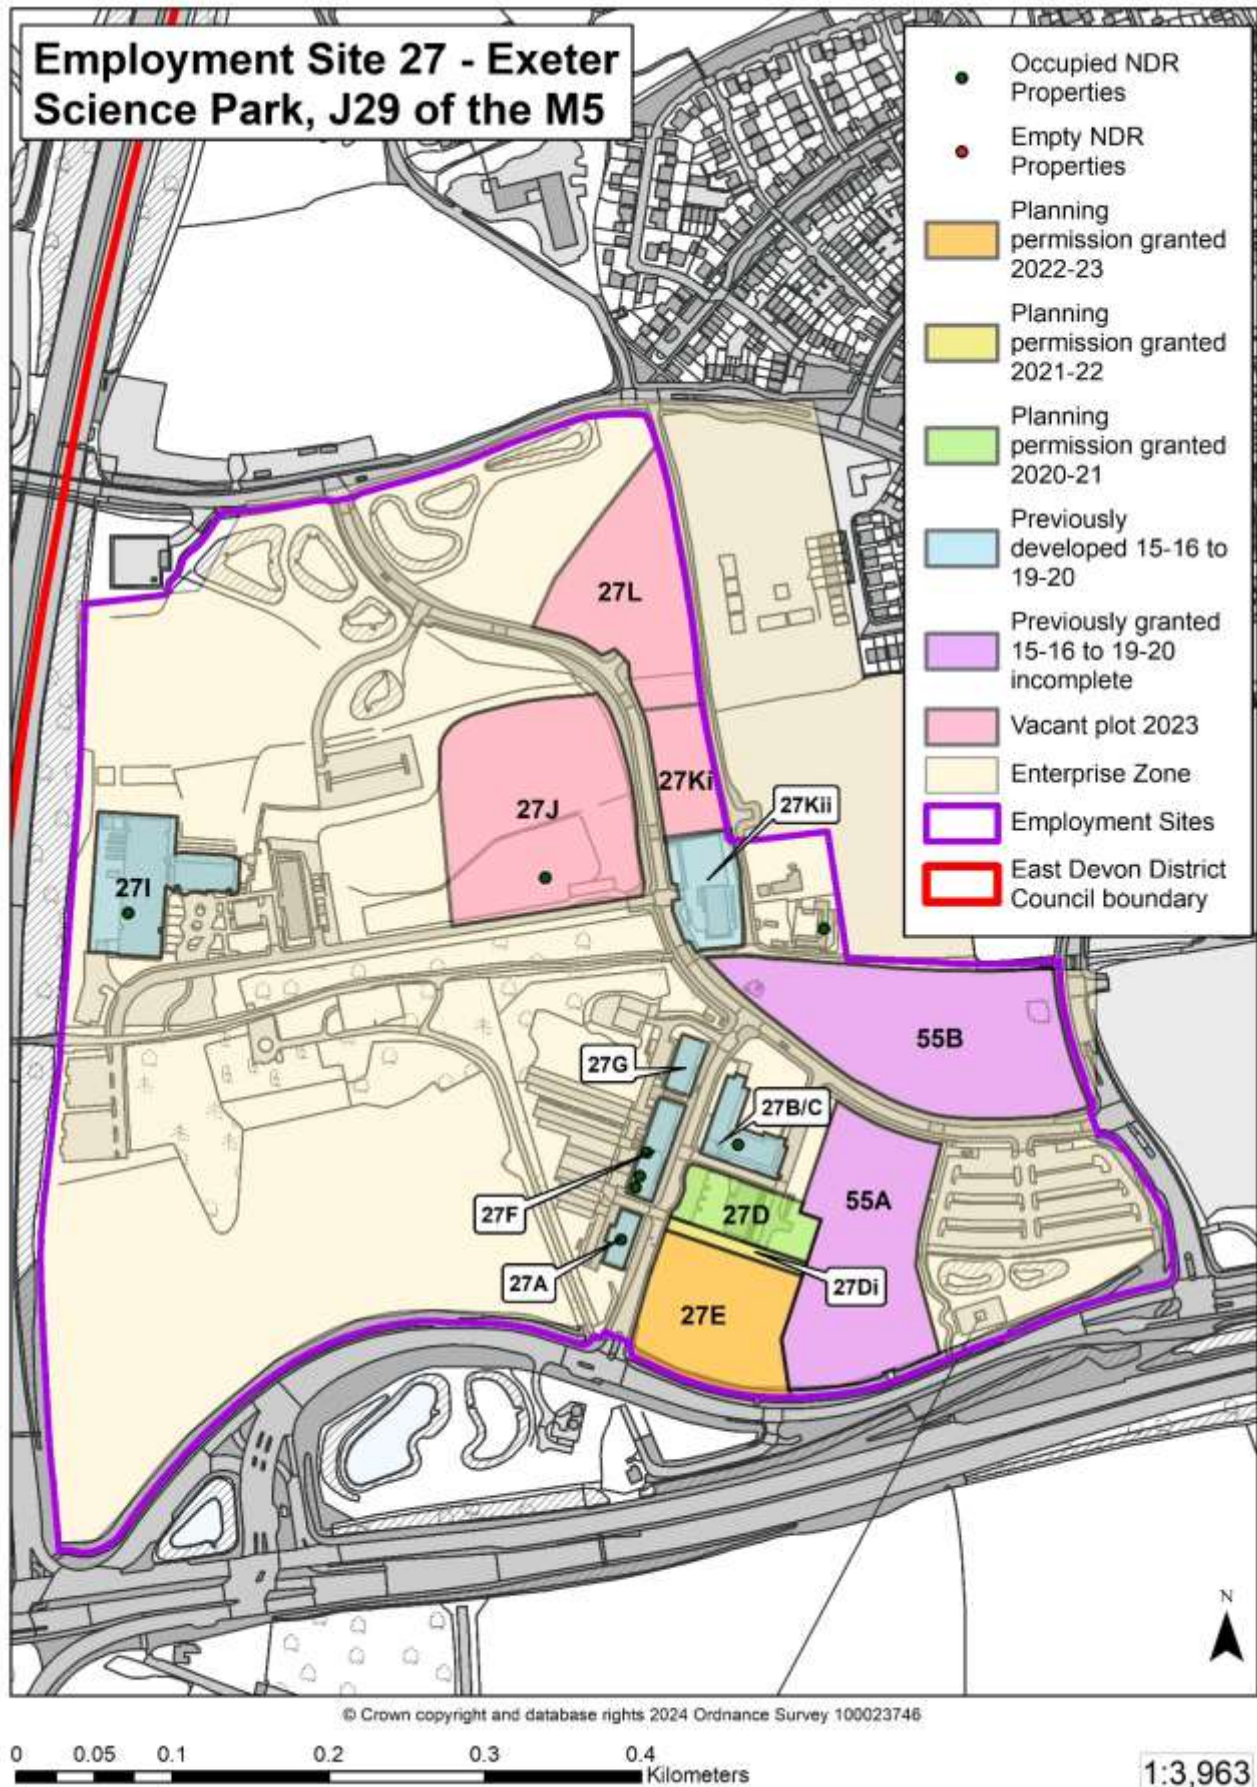 Employment Site 27 - Exeter
Science Park, J29 of the M5
Occupied NDR
Properties
Empty NDR
Properties
Planning
permission granted
2022-23
Planning
permission granted
2021-22
Planning
permission granted
2020-21
Previously
developed 15-16 to
19-20
Previously granted
15-16 to 19-20
incomplete
Vacant plot 2023
Enterprise Zone
Employment Sites
East Devon District
Council boundary
27L
27Ki
27Kii
27J
27I
55B
27G
27B/C
27F
27D
55A
27A
27Di
27E
N
© Crown copyright and database rights 2024 Ordnance Survey 100023746
0 0.05 0.1 0.2 0.3 0.4
Kilometers
1:3,963